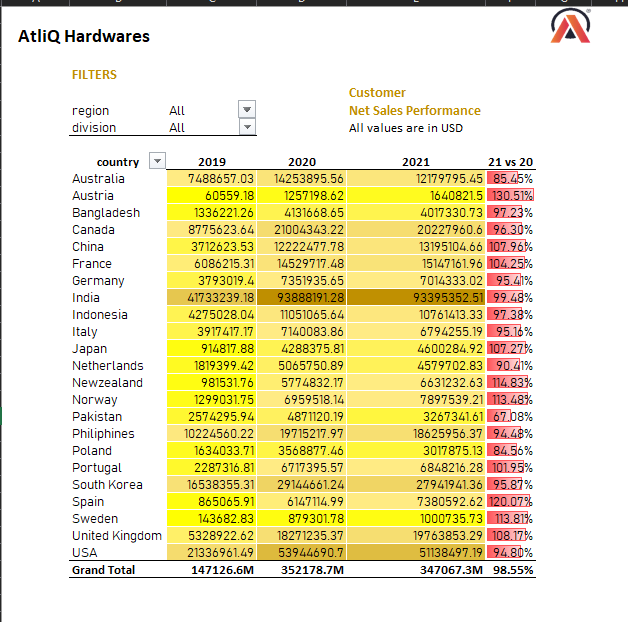 AtliQ Hardwares
FILTERS
Customer
region All Net Sales Performance
division All All values are in USD
country 2019 2020 2021 21 vs 20
Australia 7488657.03 14253895.56 12179795.45 85.45%
Austria 60559.18 1257198.62 1640821.5 130.51%
Bangladesh 1336221.26 4131668.65 4017330.73 97.23%
Canada 8775623.64 21004343.22 20227960.6 96.30%
China 3712623.53 12222477.78 13195104.66 107.96%
France 6086215.31 14529717.48 15147161.96 104.25%
Germany 3793019.4 7351935.65 7014333.02 95.41%
India 41733239.18 93888191.28 93395352.51 99.48%
Indonesia 4275028.04 11051065.64 10761413.33 97.38%
Italy 3917417.17 7140083.86 6794255.19 95.16%
Japan 914817.88 4288375.81 4600284.92 107.27%
Netherlands 1819399.42 5065750.89 4579702.83 90.41%
Newzealand 981531.76 5774832.17 6631232.63 114.83%
Norway 1299031.75 6959518.14 7897539.21 113.48%
Pakistan 2574295.94 4871120.19 3267341.61 67.08%
Philiphines 10224560.22 19715217.97 18625956.37 94.48%
Poland 1634033.71 3568877.46 3017875.13 84.56%
Portugal 2287316.81 6717395.57 6848216.28 101.95%
South Korea 16538355.31 29144661.24 27941941.36 95.87%
Spain 865065.91 6147114.99 7380592.62 120.07%
Sweden 143682.83 879301.78 1000735.73 113.81%
United Kingdom 5328922.62 18271235.37 19763853.29 108.17%
USA 21336961.49 53944690.7 51138497.19 94.80%
Grand Total 147126.6M 352178.7M 347067.3M 98.55%